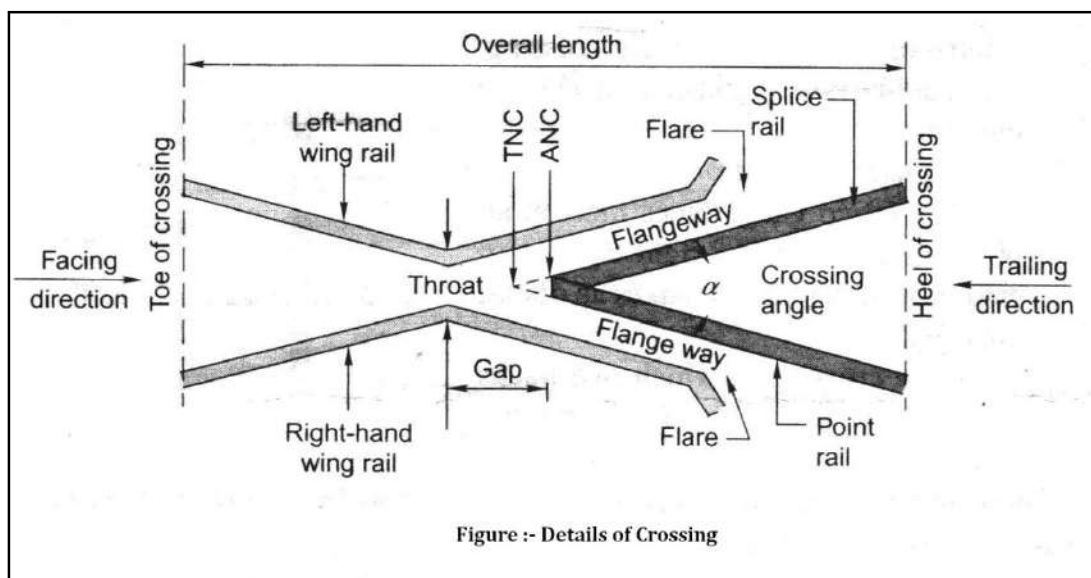 Overall length
Left-hand
wing rail
TNC
ANC
Flare
Splice
rail
Toe of crossing
Flangeway
Heel of crossing
Facing
direction
Throat
α
Crossing
angle
Trailing
direction
Flange way
Gap
Right-hand
wing rail
Flare
Point
rail
Figure :- Details of Crossing